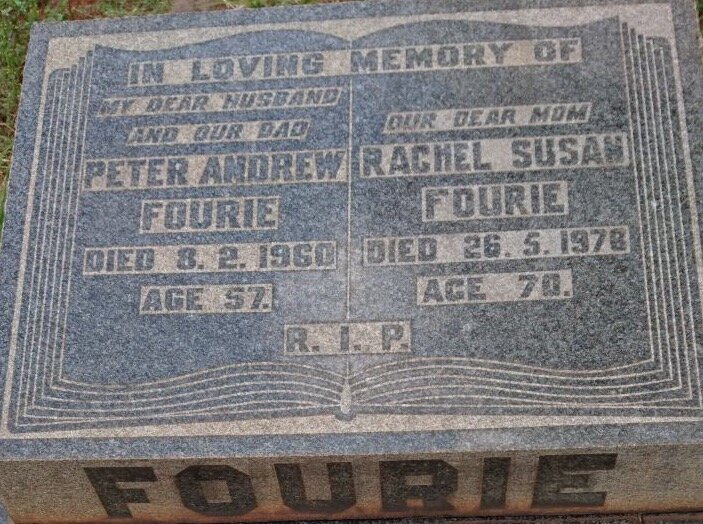 IN LOVING MEMORY OF
MY DEAR HUSBAND
AND OUR DAD
PETER ANDREW
FOURIE
DIED 8. 2. 1960
AGE 57.
OUR DEAR MOM
RACHEL SUSAN
FOURIE
DIED 26. 5. 1978
AGE 70.
R. I. P.
FOURIE